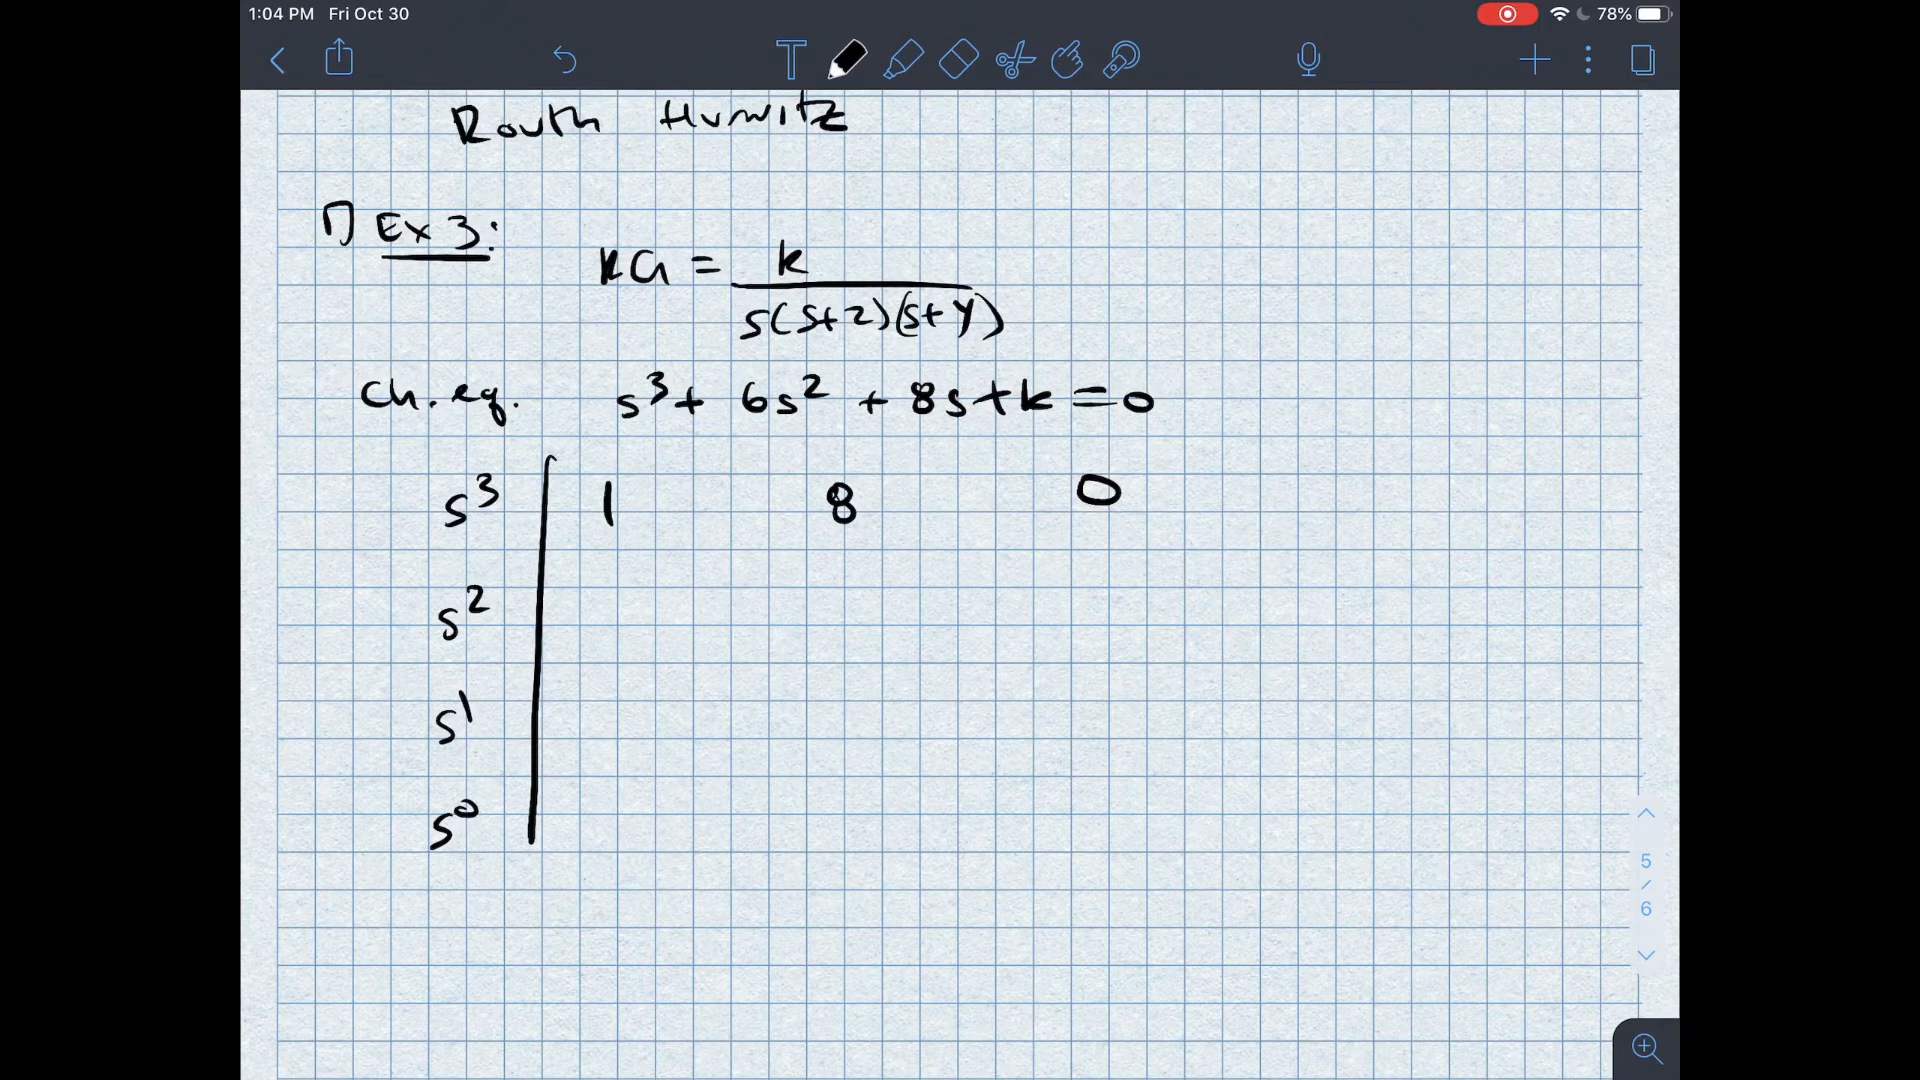 1:04 PM Fri Oct 30 78%
T
Routh Hurwitz
1) Ex 3:
KG = k / s(s+2)(s+4)
Ch. eq. s³ + 6s² + 8s + k = 0
s³ 1 8 0
s²
s¹
s⁰
5
/
6